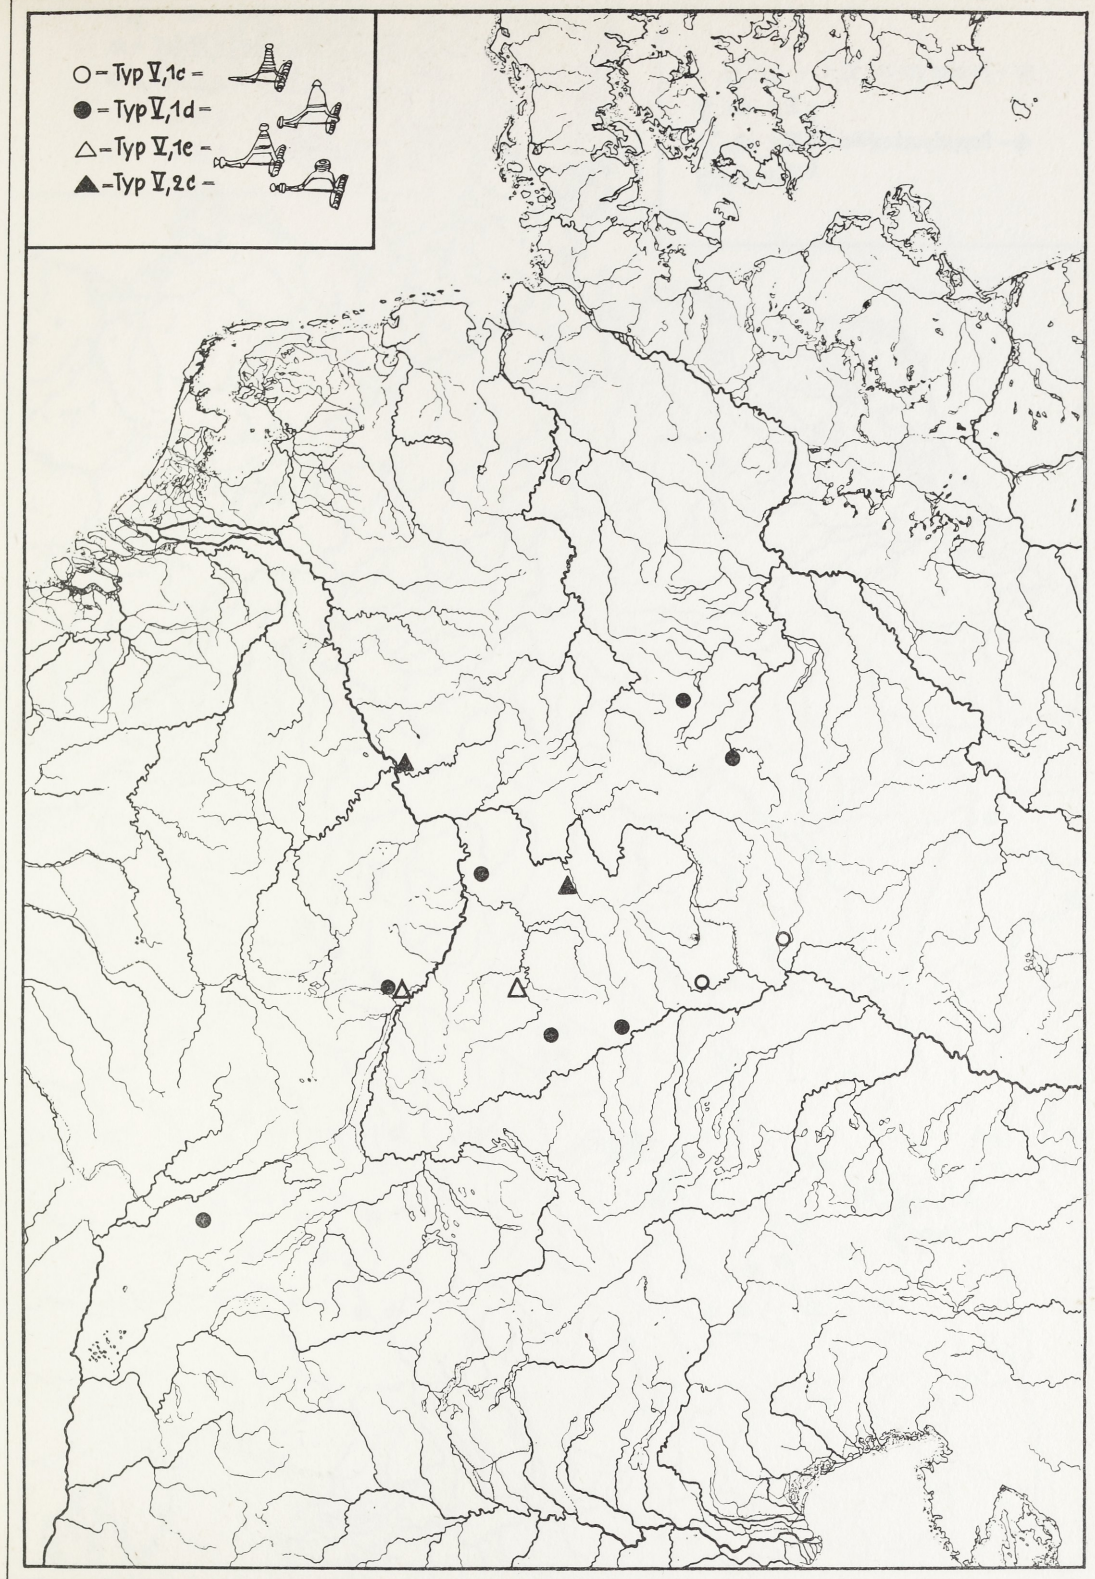 ○ = Typ V,1c =
● = Typ V,1d =
△ = Typ V,1e =
▲ = Typ V,2c =